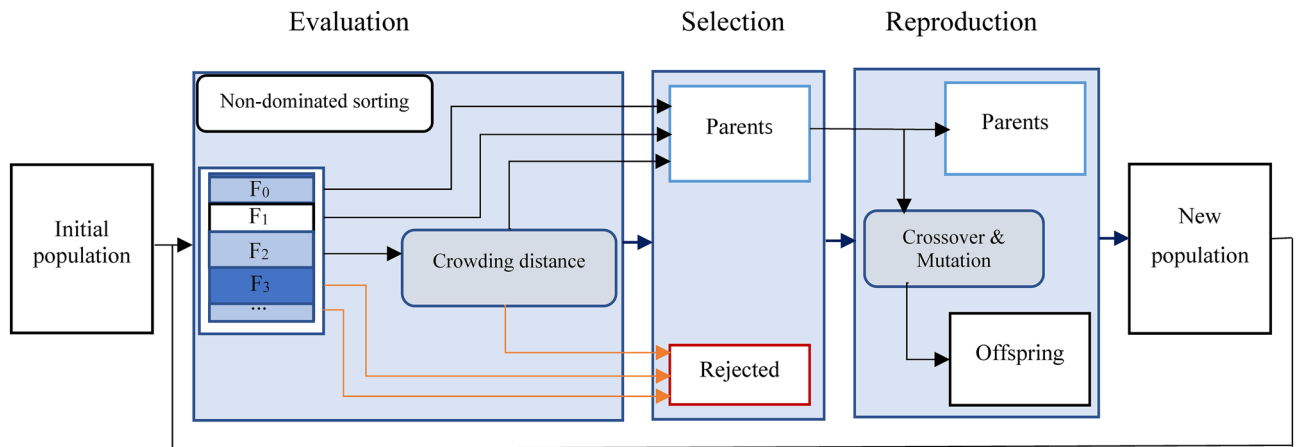 Evaluation
Selection
Reproduction
Non-dominated sorting
Parents
Parents
F0
F1
F2
F3
...
Initial
population
Crowding distance
Crossover &
Mutation
New
population
Rejected
Offspring